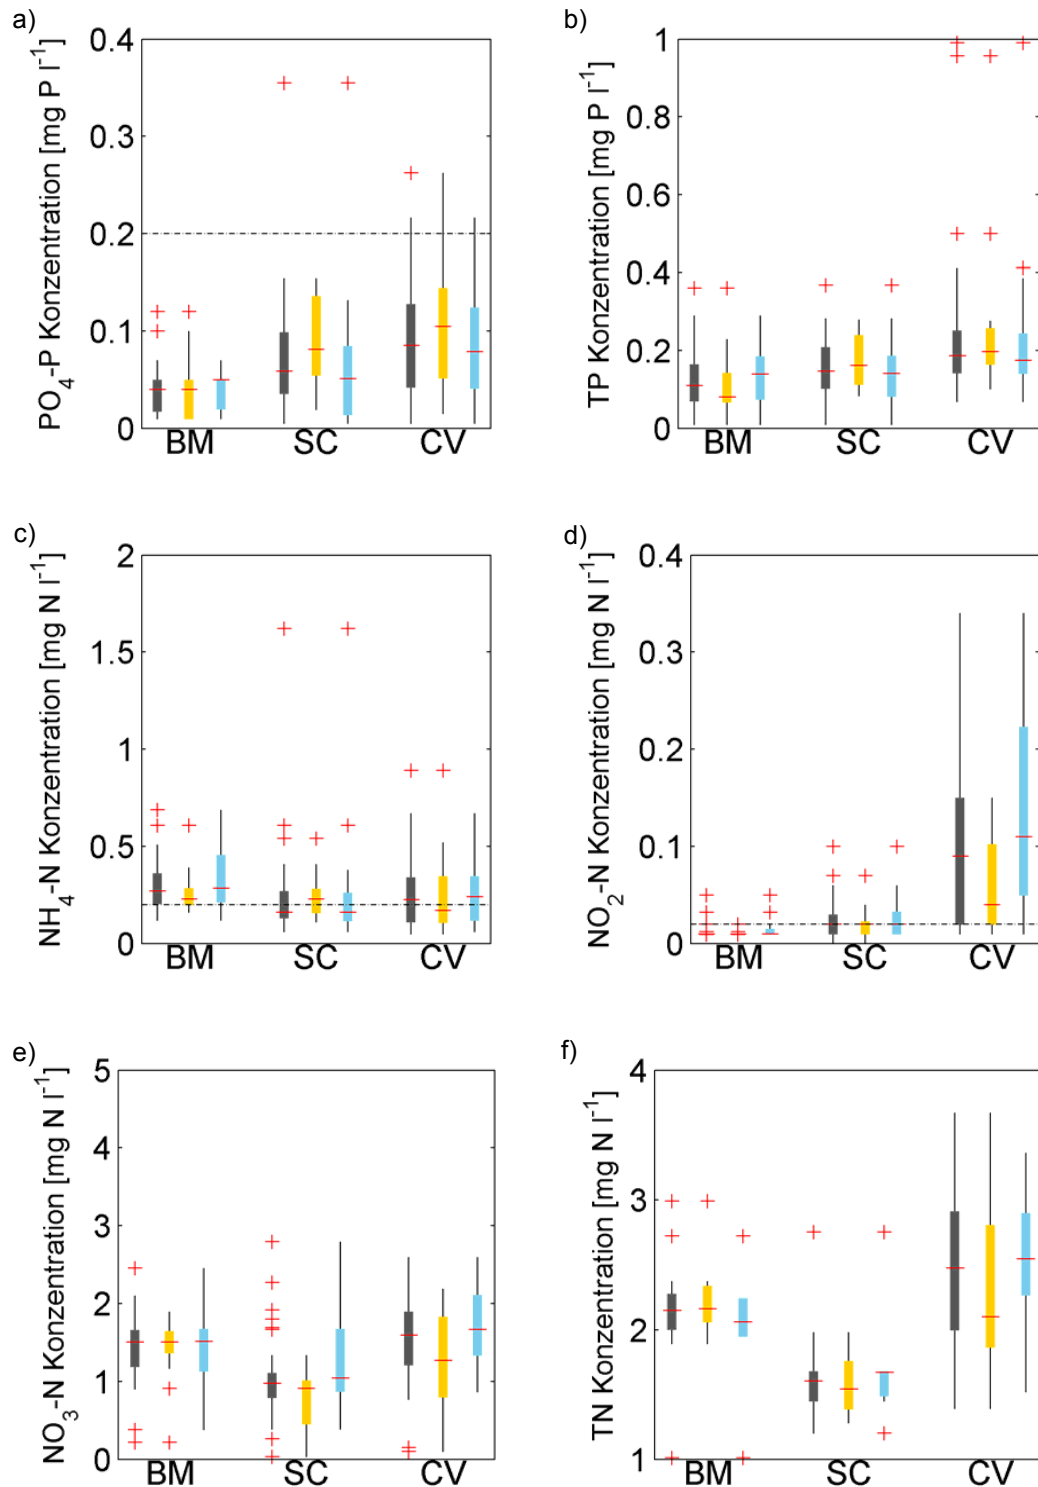 a)
PO4-P Konzentration [mg P l-1]
0.4
0.3
0.2
0.1
0
BM SC CV
b)
TP Konzentration [mg P l-1]
1
0.8
0.6
0.4
0.2
0
BM SC CV
c)
NH4-N Konzentration [mg N l-1]
2
1.5
1
0.5
0
BM SC CV
d)
NO2-N Konzentration [mg N l-1]
0.4
0.3
0.2
0.1
0
BM SC CV
e)
NO3-N Konzentration [mg N l-1]
5
4
3
2
1
0
BM SC CV
f)
TN Konzentration [mg N l-1]
4
3
2
1
BM SC CV